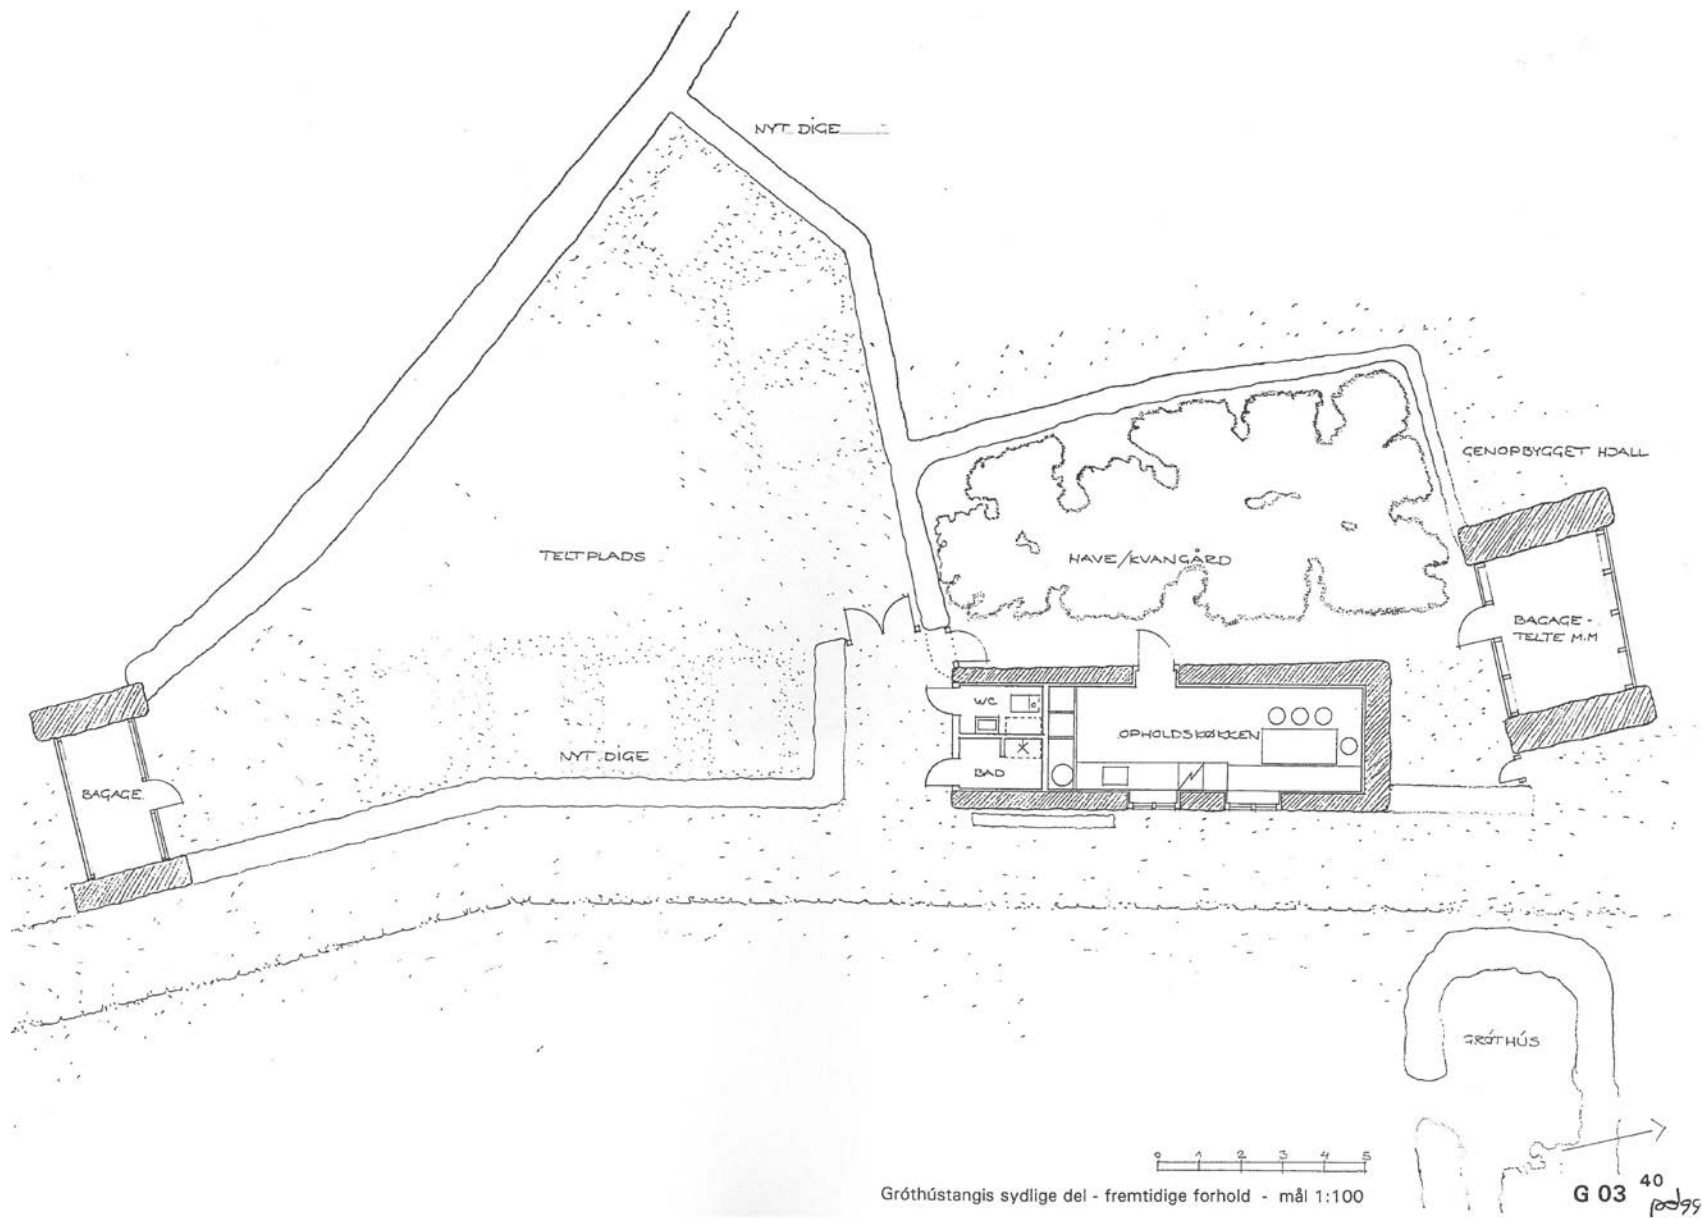 NYT DIGE
GENOPBYGGET HJALL
TELTPLADS
HAVE/KVANGÅRD
BAGAGE-
TELTE M.M
WC
OPHOLDSKØKKEN
NYT DIGE
BAD
BAGAGE
GRÓTHÚS
0 1 2 3 4 5
Gróthústangis sydlige del - fremtidige forhold - mål 1:100
G 03 40